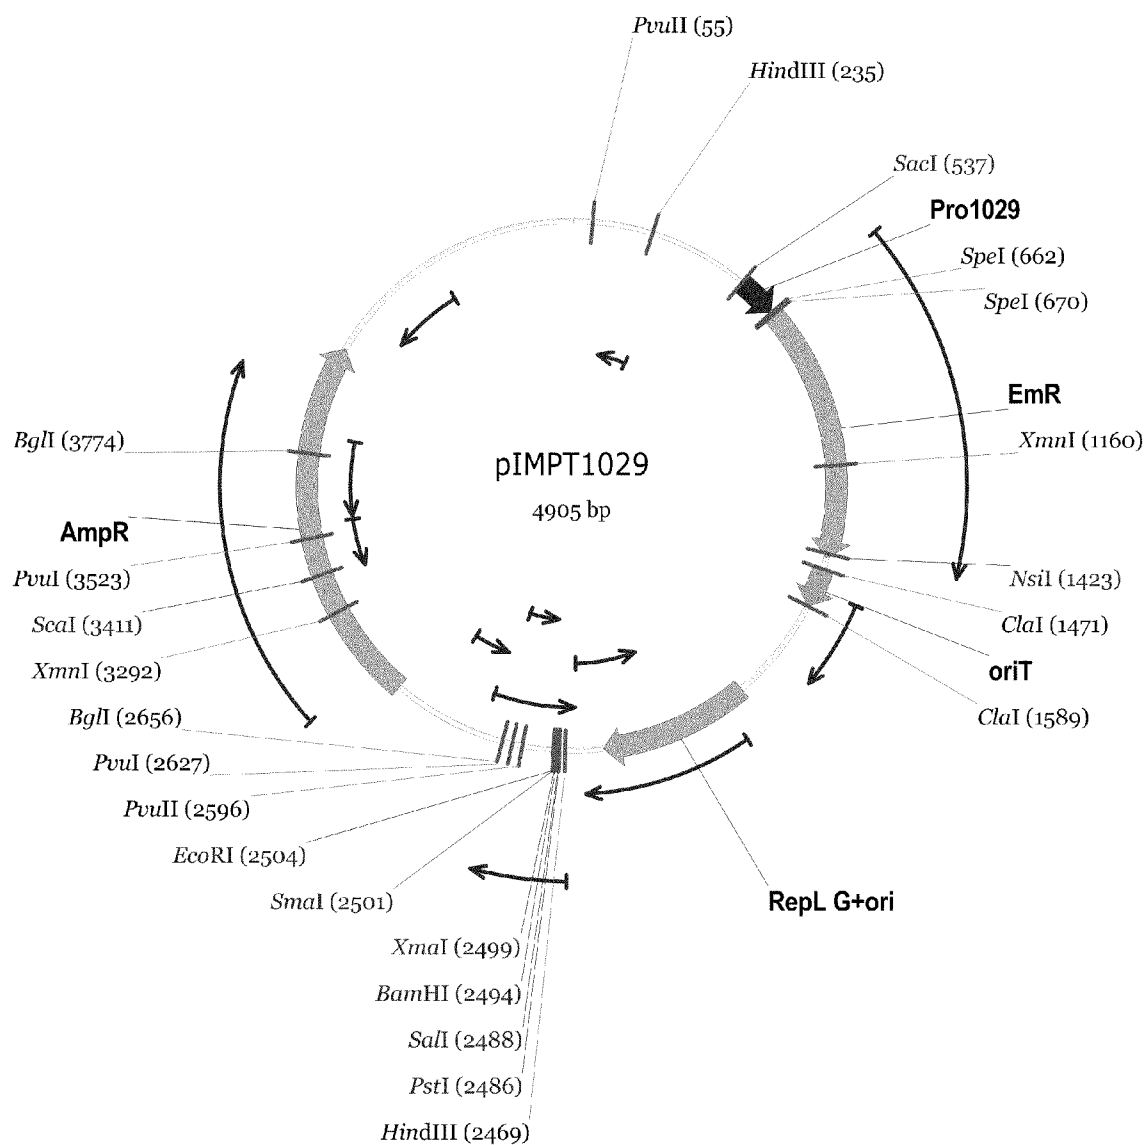 PvuII (55)
HindIII (235)
SacI (537)
Pro1029
SpeI (662)
SpeI (670)
EmR
XmnI (1160)
NsiI (1423)
ClaI (1471)
oriT
ClaI (1589)
RepL G+ori
pIMPT1029
4905 bp
BglI (3774)
AmpR
PvuI (3523)
ScaI (3411)
XmnI (3292)
BglI (2656)
PvuI (2627)
PvuII (2596)
EcoRI (2504)
SmaI (2501)
XmaI (2499)
BamHI (2494)
SalI (2488)
PstI (2486)
HindIII (2469)